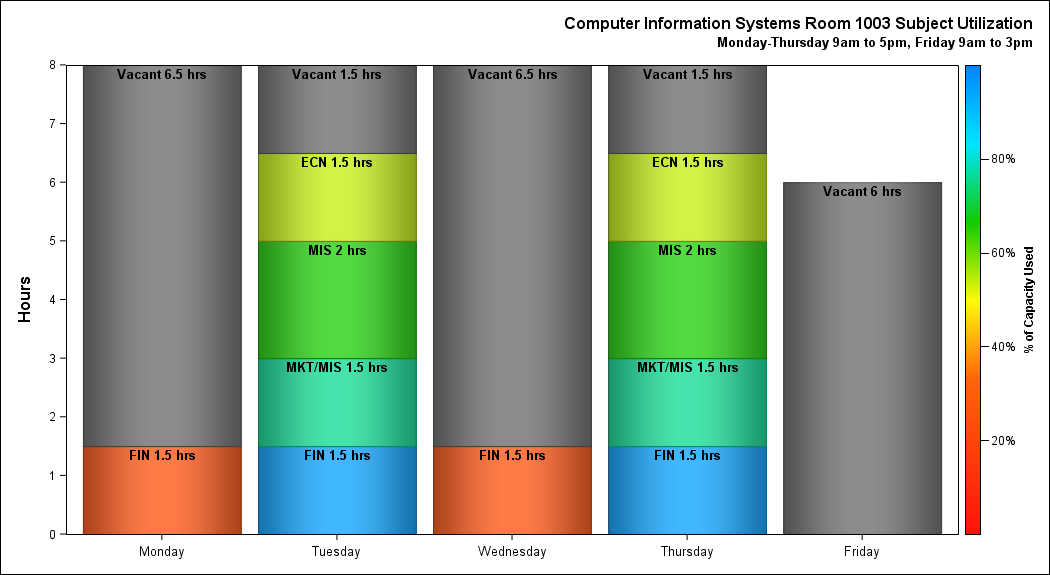 Computer Information Systems Room 1003 Subject Utilization
Monday-Thursday 9am to 5pm, Friday 9am to 3pm
Hours
8
7
6
5
4
3
2
1
0
Vacant 6.5 hrs
FIN 1.5 hrs
Vacant 1.5 hrs
ECN 1.5 hrs
MIS 2 hrs
MKT/MIS 1.5 hrs
FIN 1.5 hrs
Vacant 6.5 hrs
FIN 1.5 hrs
Vacant 1.5 hrs
ECN 1.5 hrs
MIS 2 hrs
MKT/MIS 1.5 hrs
FIN 1.5 hrs
Vacant 6 hrs
Monday
Tuesday
Wednesday
Thursday
Friday
80%
60%
40%
20%
% of Capacity Used